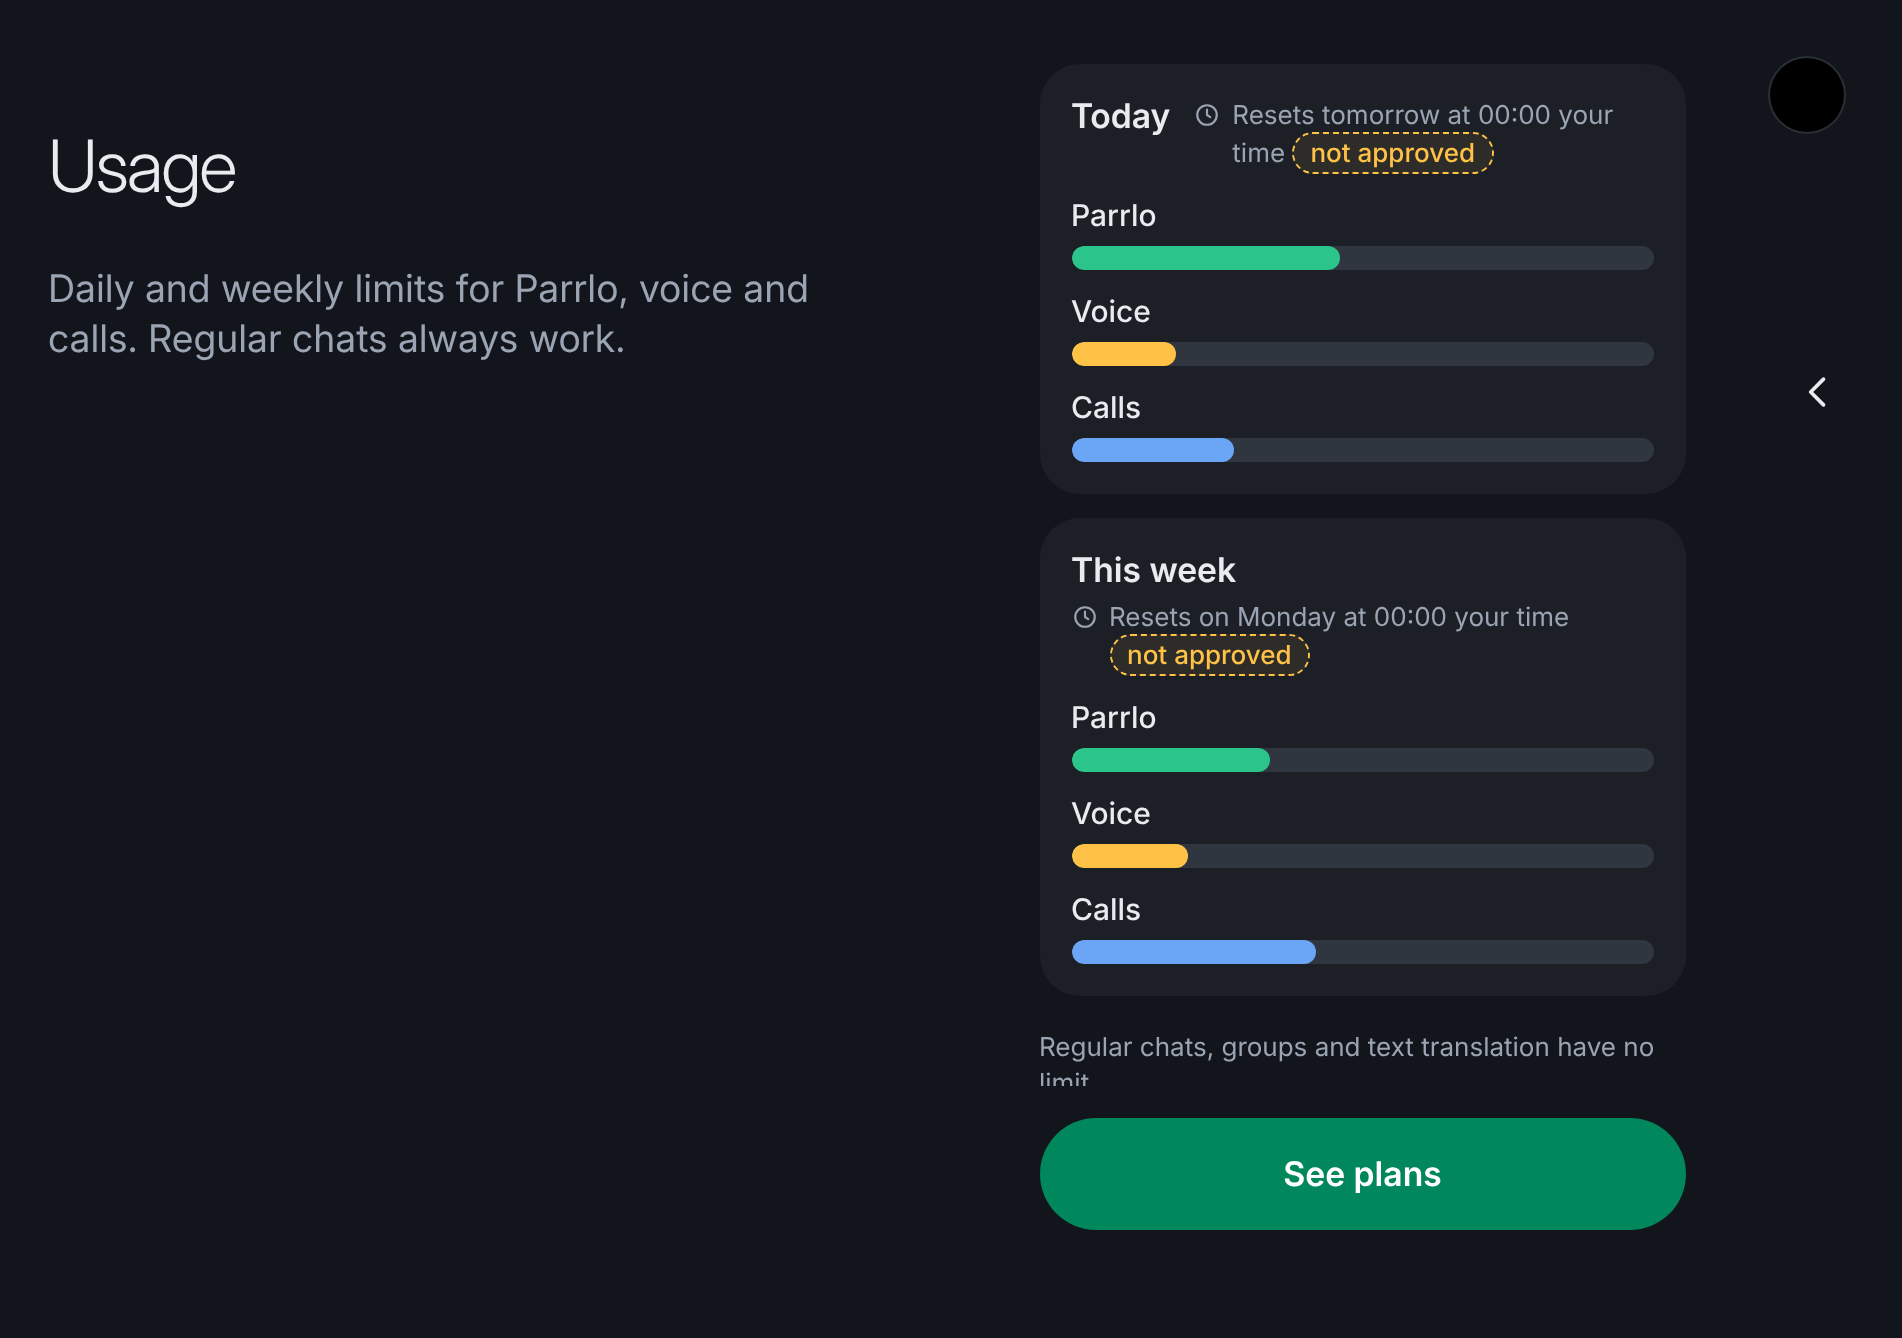 Usage
Daily and weekly limits for Parrlo, voice and
calls. Regular chats always work.
Today Resets tomorrow at 00:00 your
time not approved
Parrlo
Voice
Calls
This week
Resets on Monday at 00:00 your time
not approved
Parrlo
Voice
Calls
Regular chats, groups and text translation have no
limit
See plans